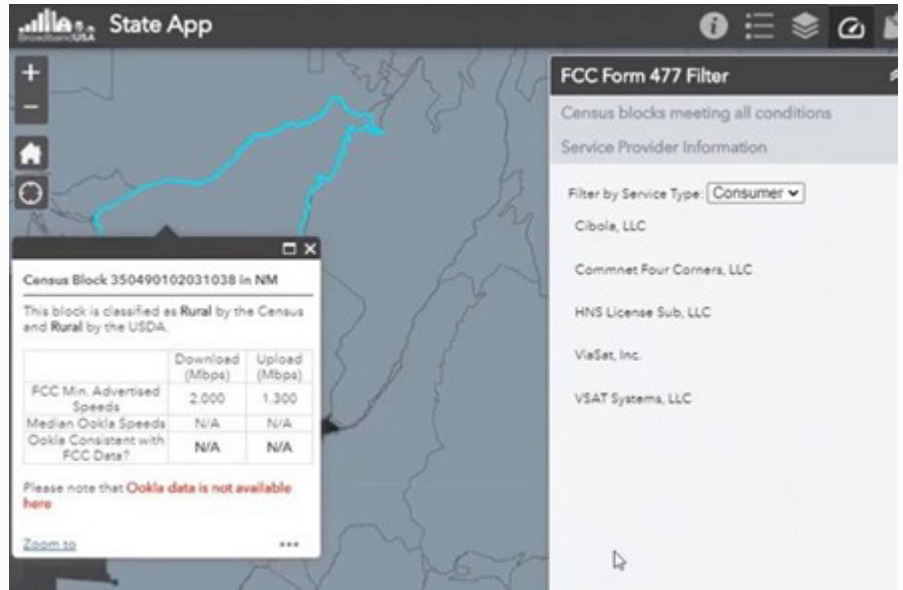 BroadbandUSA
State App
+
−
FCC Form 477 Filter
Census blocks meeting all conditions
Service Provider Information
Filter by Service Type: Consumer
Cibola, LLC
Commnet Four Corners, LLC
HNS License Sub, LLC
ViaSat, Inc.
VSAT Systems, LLC
Census Block 350490102031038 in NM
This block is classified as Rural by the Census
and Rural by the USDA.
Download Upload
(Mbps) (Mbps)
FCC Min. Advertised
Speeds 2.000 1.300
Median Ookla Speeds N/A N/A
Ookla Consistent with
FCC Data? N/A N/A
Please note that Ookla data is not available
here
Zoom to